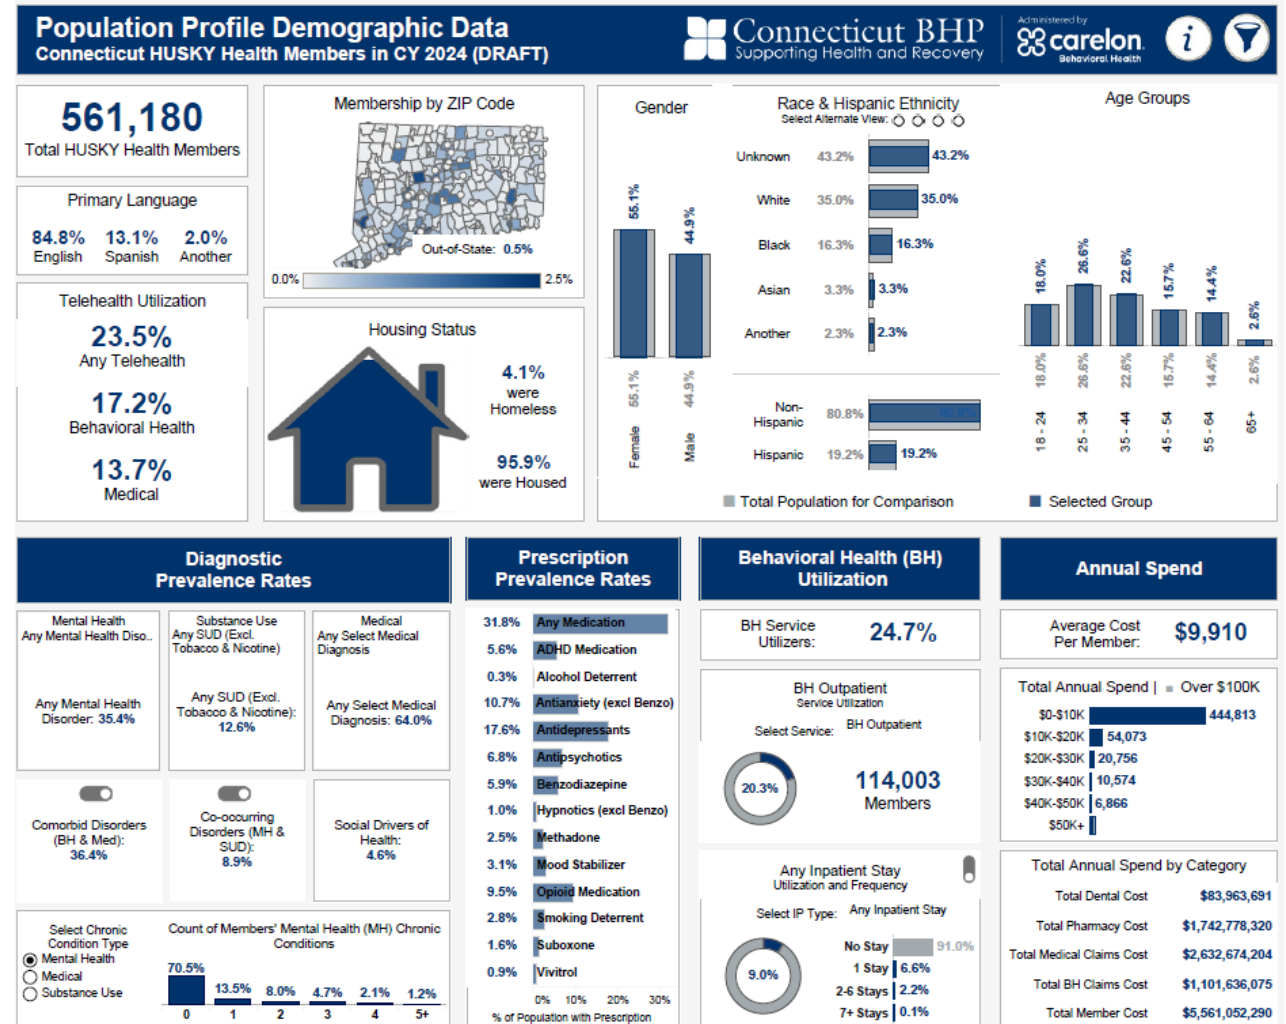 Population Profile Demographic Data
Connecticut HUSKY Health Members in CY 2024 (DRAFT)
Connecticut BHP
Supporting Health and Recovery
Administered by
carelon
Behavioral Health
i
561,180
Total HUSKY Health Members
Primary Language
84.8% 13.1% 2.0%
English Spanish Another
Telehealth Utilization
23.5%
Any Telehealth
17.2%
Behavioral Health
13.7%
Medical
Membership by ZIP Code
Out-of-State: 0.5%
0.0% 2.5%
Housing Status
4.1%
were
Homeless
95.9%
were Housed
Gender
55.1% 44.9%
55.1% 44.9%
Female Male
Race & Hispanic Ethnicity
Select Alternate View:
Unknown 43.2% 43.2%
White 35.0% 35.0%
Black 16.3% 16.3%
Asian 3.3% 3.3%
Another 2.3% 2.3%
Non-
Hispanic 80.8% 80.8%
Hispanic 19.2% 19.2%
Age Groups
18.0% 26.6% 22.6% 15.7% 14.4% 2.6%
18.0% 26.6% 22.6% 15.7% 14.4% 2.6%
18 - 24 25 - 34 35 - 44 45 - 54 55 - 64 65+
Total Population for Comparison Selected Group
Diagnostic
Prevalence Rates
Mental Health
Any Mental Health Diso..
Any Mental Health
Disorder: 35.4%
Substance Use
Any SUD (Excl.
Tobacco & Nicotine)
Any SUD (Excl.
Tobacco & Nicotine):
12.6%
Medical
Any Select Medical
Diagnosis
Any Select Medical
Diagnosis: 64.0%
Comorbid Disorders
(BH & Med):
36.4%
Co-occurring
Disorders (MH &
SUD):
8.9%
Social Drivers of
Health:
4.6%
Select Chronic
Condition Type
Mental Health
Medical
Substance Use
Count of Members' Mental Health (MH) Chronic
Conditions
70.5% 13.5% 8.0% 4.7% 2.1% 1.2%
0 1 2 3 4 5+
Prescription
Prevalence Rates
31.8% Any Medication
5.6% ADHD Medication
0.3% Alcohol Deterrent
10.7% Antianxiety (excl Benzo)
17.6% Antidepressants
6.8% Antipsychotics
5.9% Benzodiazepine
1.0% Hypnotics (excl Benzo)
2.5% Methadone
3.1% Mood Stabilizer
9.5% Opioid Medication
2.8% Smoking Deterrent
1.6% Suboxone
0.9% Vivitrol
0% 10% 20% 30%
% of Population with Prescription
Behavioral Health (BH)
Utilization
BH Service
Utilizers: 24.7%
BH Outpatient
Service Utilization
Select Service: BH Outpatient
20.3%
114,003
Members
Any Inpatient Stay
Utilization and Frequency
Select IP Type: Any Inpatient Stay
9.0%
No Stay 91.0%
1 Stay 6.6%
2-6 Stays 2.2%
7+ Stays 0.1%
Annual Spend
Average Cost
Per Member: $9,910
Total Annual Spend | Over $100K
$0-$10K 444,813
$10K-$20K 54,073
$20K-$30K 20,756
$30K-$40K 10,574
$40K-$50K 6,866
$50K+
Total Annual Spend by Category
Total Dental Cost $83,963,691
Total Pharmacy Cost $1,742,778,320
Total Medical Claims Cost $2,632,674,204
Total BH Claims Cost $1,101,636,075
Total Member Cost $5,561,052,290